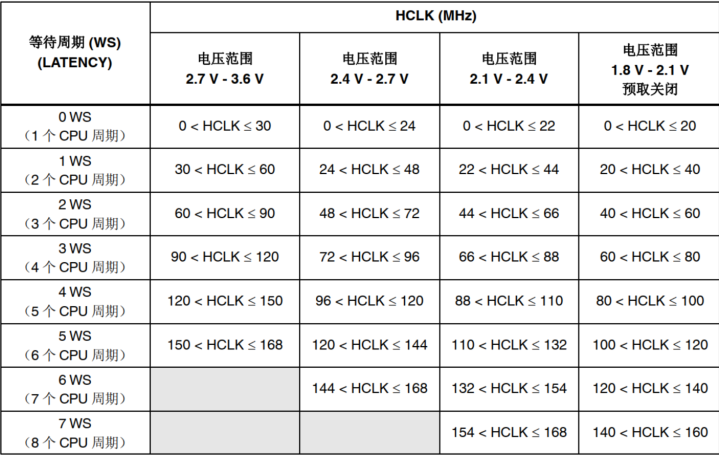 等待周期 (WS)
(LATENCY)
HCLK (MHz)
电压范围
2.7 V - 3.6 V
电压范围
2.4 V - 2.7 V
电压范围
2.1 V - 2.4 V
电压范围
1.8 V - 2.1 V
预取关闭
0 WS
（1 个 CPU 周期）
0 < HCLK ≤ 30
0 < HCLK ≤ 24
0 < HCLK ≤ 22
0 < HCLK ≤ 20
1 WS
（2 个 CPU 周期）
30 < HCLK ≤ 60
24 < HCLK ≤ 48
22 < HCLK ≤ 44
20 < HCLK ≤ 40
2 WS
（3 个 CPU 周期）
60 < HCLK ≤ 90
48 < HCLK ≤ 72
44 < HCLK ≤ 66
40 < HCLK ≤ 60
3 WS
（4 个 CPU 周期）
90 < HCLK ≤ 120
72 < HCLK ≤ 96
66 < HCLK ≤ 88
60 < HCLK ≤ 80
4 WS
（5 个 CPU 周期）
120 < HCLK ≤ 150
96 < HCLK ≤ 120
88 < HCLK ≤ 110
80 < HCLK ≤ 100
5 WS
（6 个 CPU 周期）
150 < HCLK ≤ 168
120 < HCLK ≤ 144
110 < HCLK ≤ 132
100 < HCLK ≤ 120
6 WS
（7 个 CPU 周期）
144 < HCLK ≤ 168
132 < HCLK ≤ 154
120 < HCLK ≤ 140
7 WS
（8 个 CPU 周期）
154 < HCLK ≤ 168
140 < HCLK ≤ 160